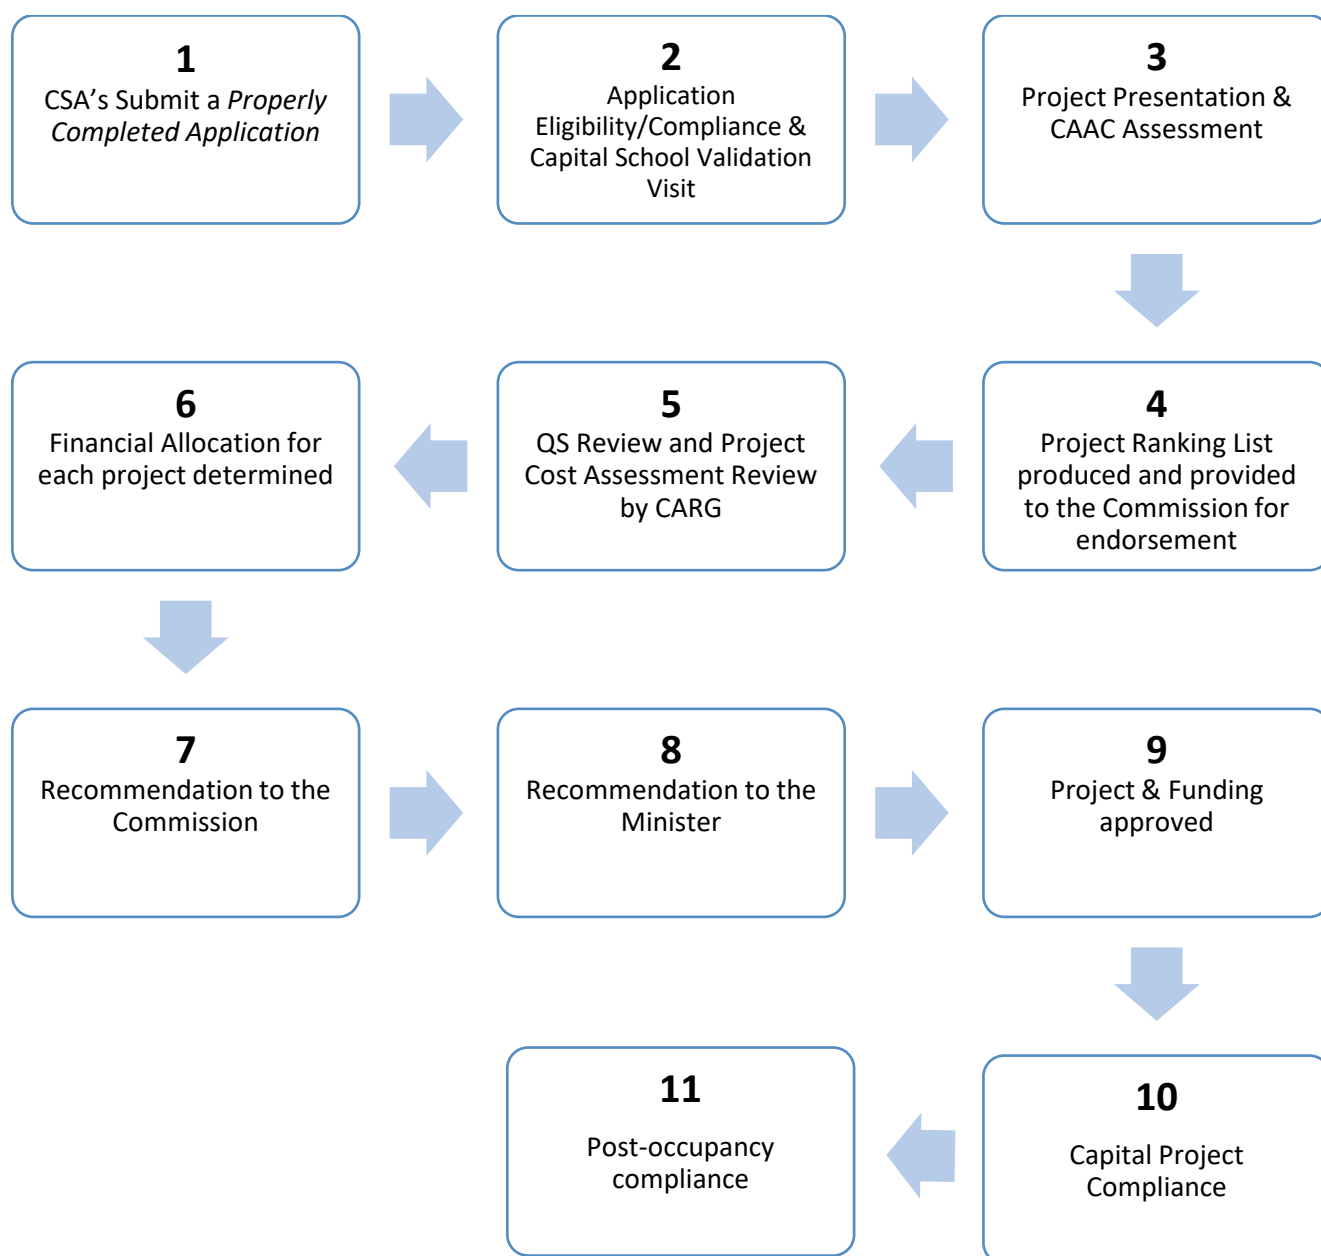 1
CSA's Submit a Properly
Completed Application
2
Application
Eligibility/Compliance &
Capital School Validation
Visit
3
Project Presentation &
CAAC Assessment
4
Project Ranking List
produced and provided
to the Commission for
endorsement
5
QS Review and Project
Cost Assessment Review
by CARG
6
Financial Allocation for
each project determined
7
Recommendation to the
Commission
8
Recommendation to the
Minister
9
Project & Funding
approved
10
Capital Project
Compliance
11
Post-occupancy
compliance